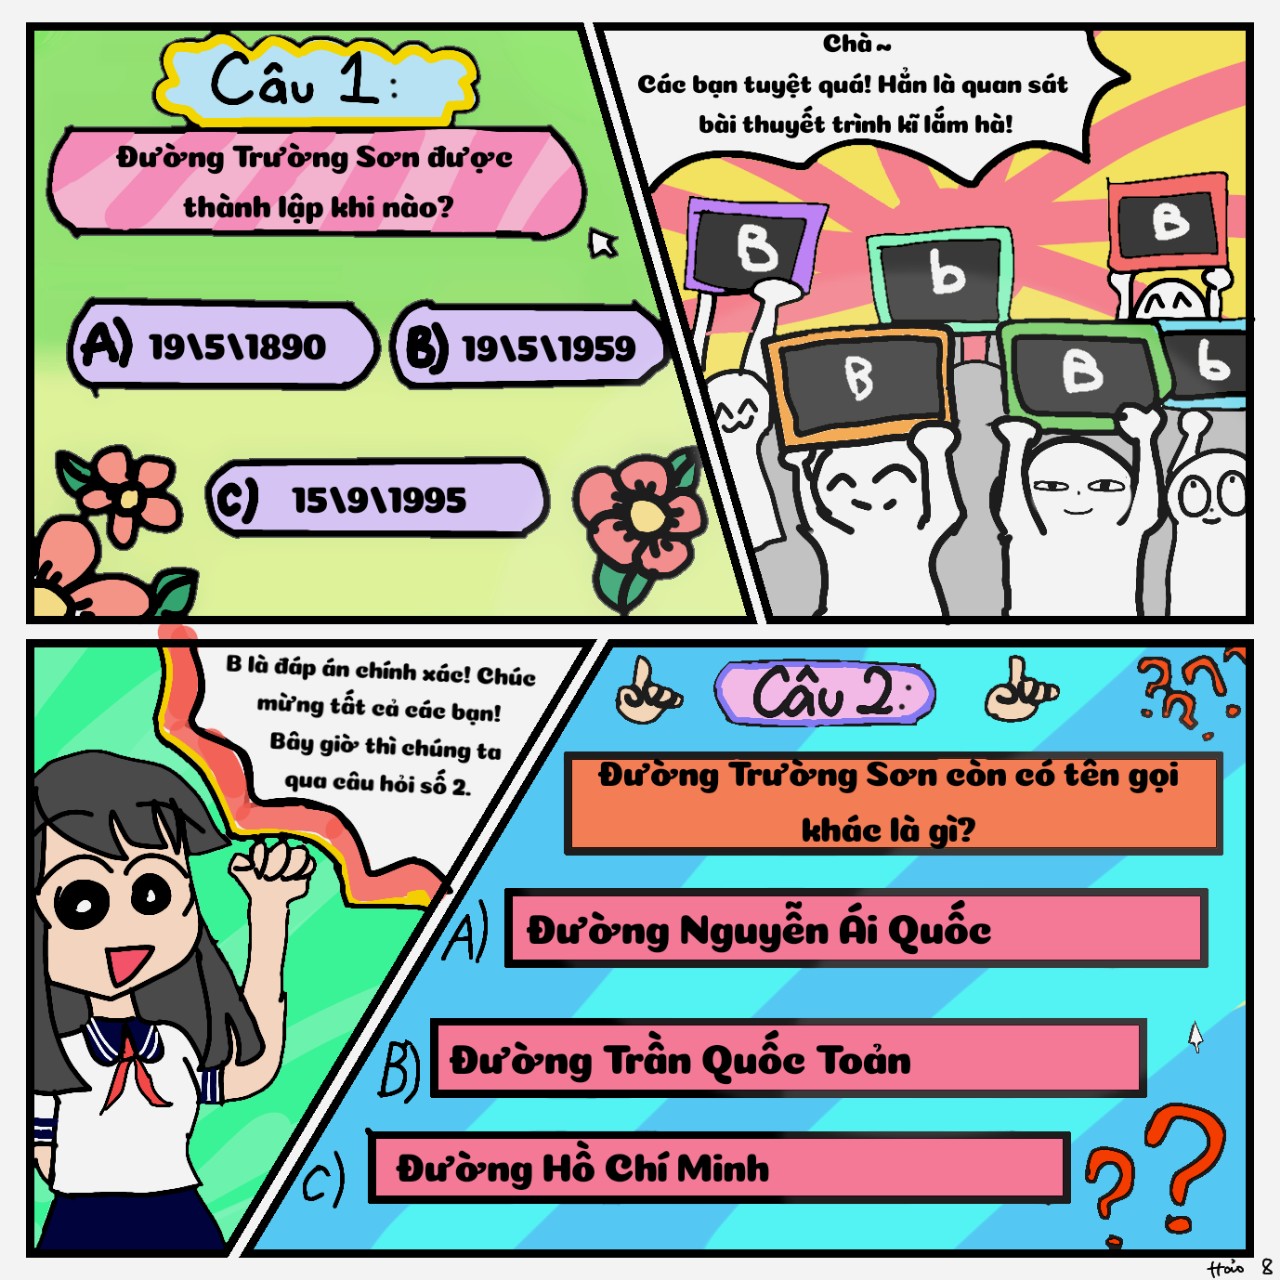 Câu 1:
Đường Trường Sơn được
thành lập khi nào?
A) 19\5\1890
B) 19\5\1959
C) 15\9\1995
Chà~
Các bạn tuyệt quá! Hẳn là quan sát
bài thuyết trình kĩ lắm hà!
B
b
B
B
B
b
B là đáp án chính xác! Chúc
mừng tất cả các bạn!
Bây giờ thì chúng ta
qua câu hỏi số 2.
Câu 2:
Đường Trường Sơn còn có tên gọi
khác là gì?
A) Đường Nguyễn Ái Quốc
B) Đường Trần Quốc Toản
C) Đường Hồ Chí Minh
???
??
Hảo 8